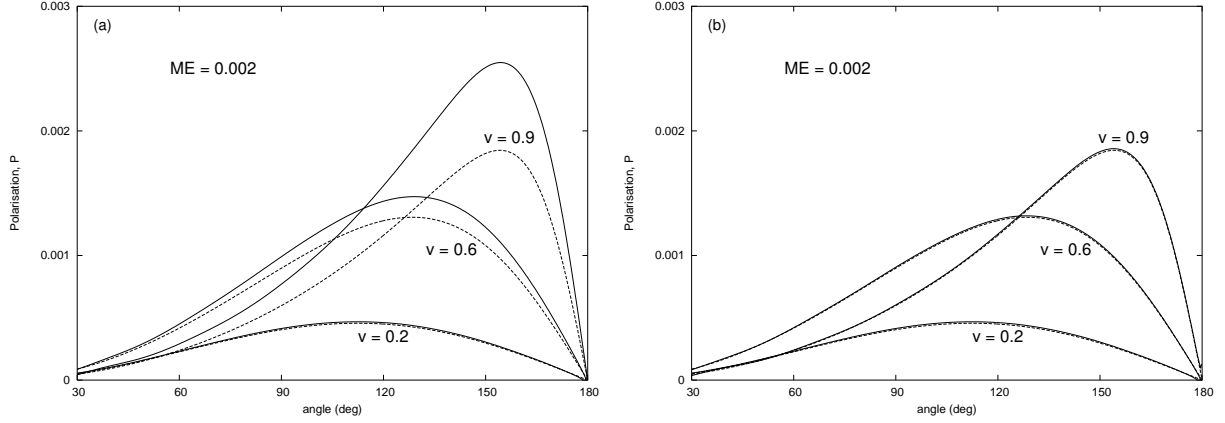 (a)
ME = 0.002
v = 0.9
v = 0.6
v = 0.2
0.003
0.002
0.001
0
Polarisation, P
30
60
90
120
150
180
angle (deg)
(b)
ME = 0.002
v = 0.9
v = 0.6
v = 0.2
0.003
0.002
0.001
0
Polarisation, P
30
60
90
120
150
180
angle (deg)